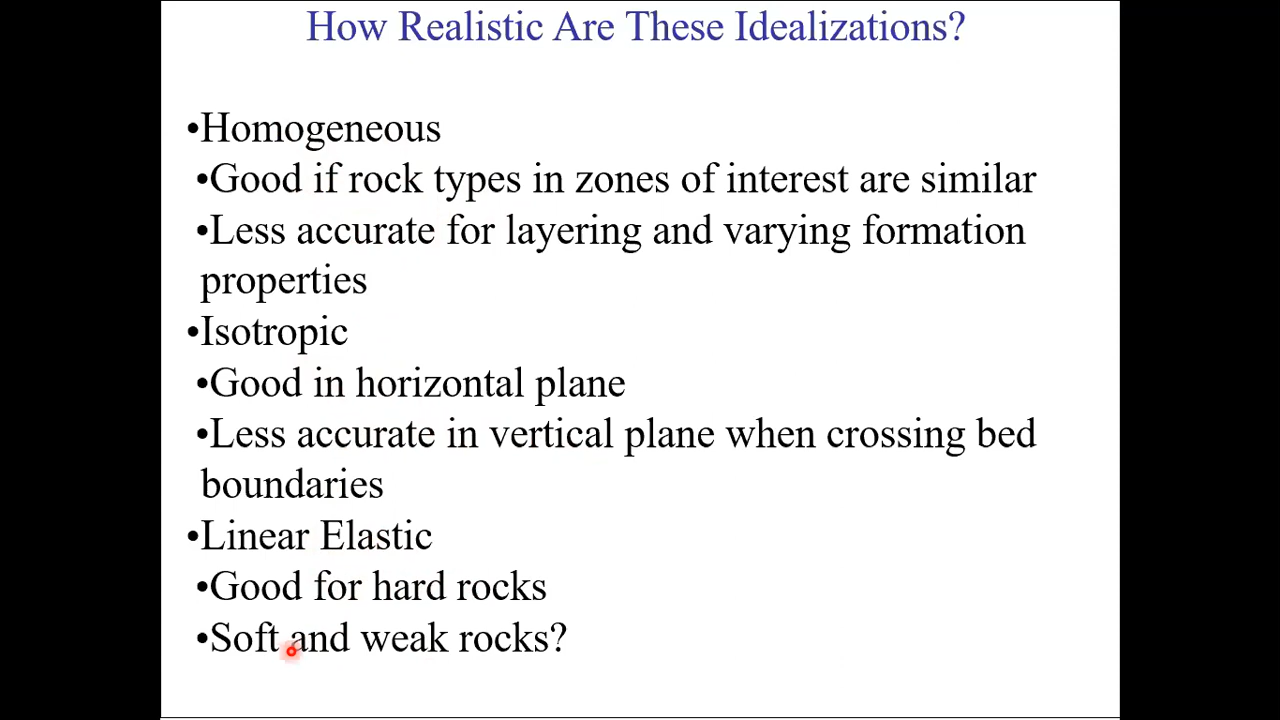 How Realistic Are These Idealizations?
•Homogeneous
•Good if rock types in zones of interest are similar
•Less accurate for layering and varying formation
properties
•Isotropic
•Good in horizontal plane
•Less accurate in vertical plane when crossing bed
boundaries
•Linear Elastic
•Good for hard rocks
•Soft and weak rocks?